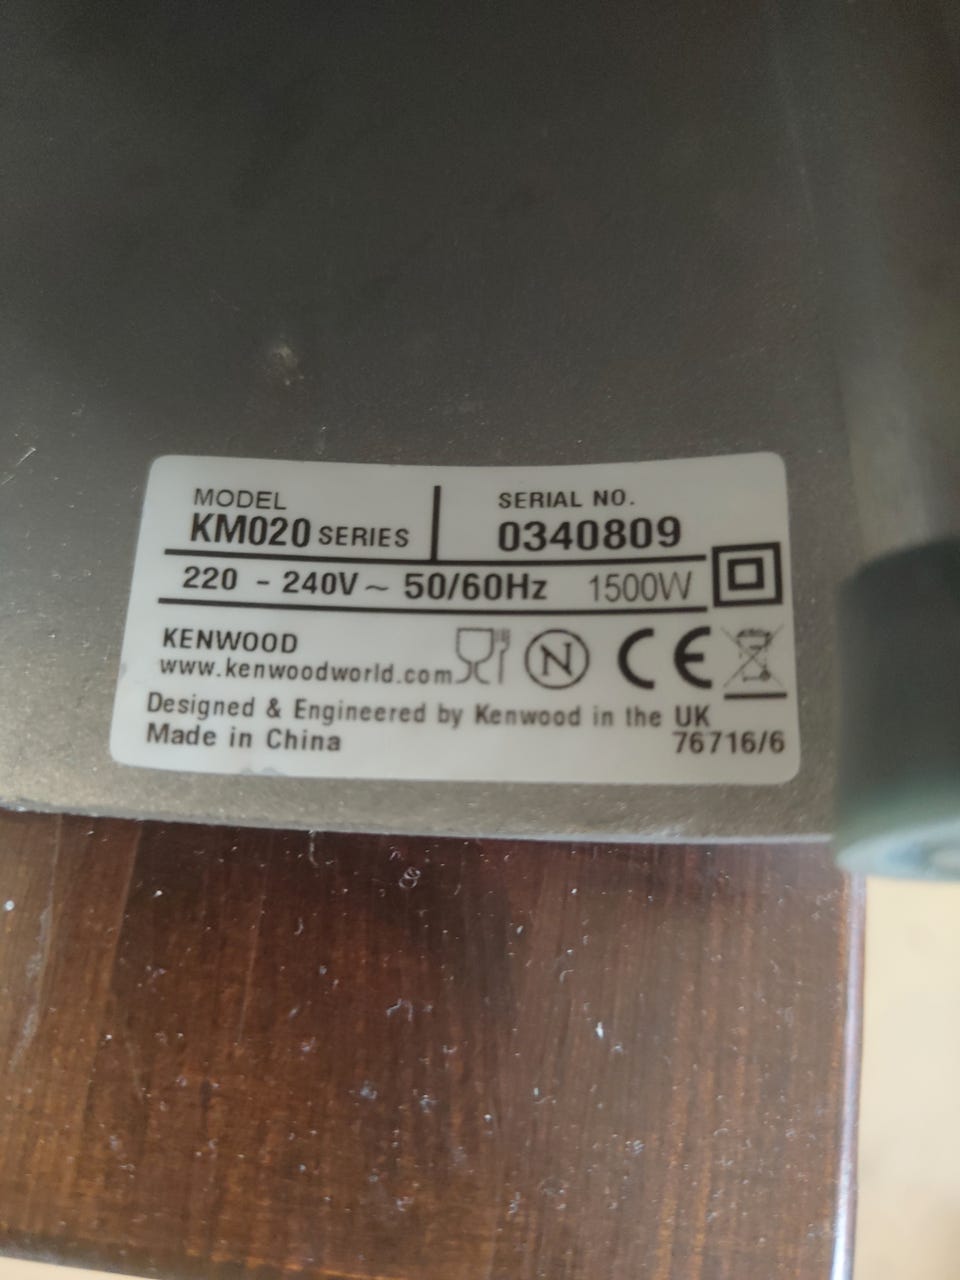 MODEL
KM020 SERIES
SERIAL NO.
0340809
220 - 240V ~ 50/60Hz 1500W
KENWOOD
www.kenwoodworld.com
N
CE
Designed & Engineered by Kenwood in the UK
Made in China
76716/6